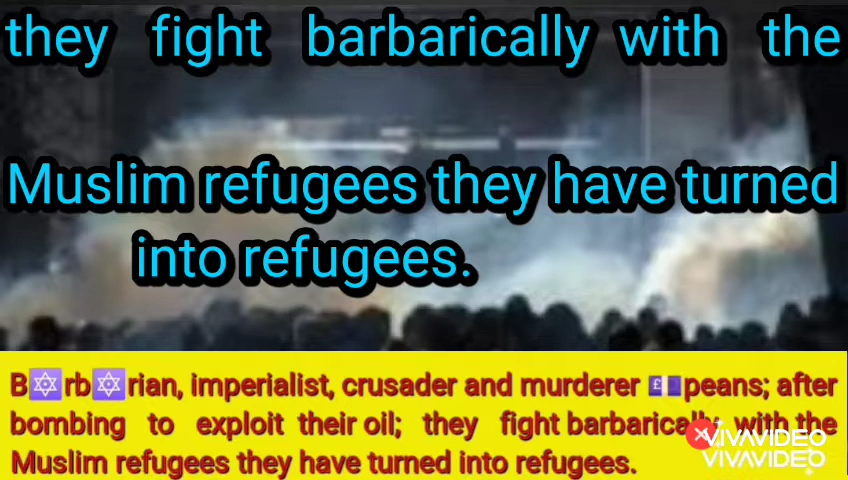 they fight barbarically with the
Muslim refugees they have turned
into refugees.
B🔯rb🔯rian, imperialist, crusader and murderer 💷peans; after
bombing to exploit their oil; they fight barbarically with the
Muslim refugees they have turned into refugees.
VIVAVIDEO
VIVAVIDEO